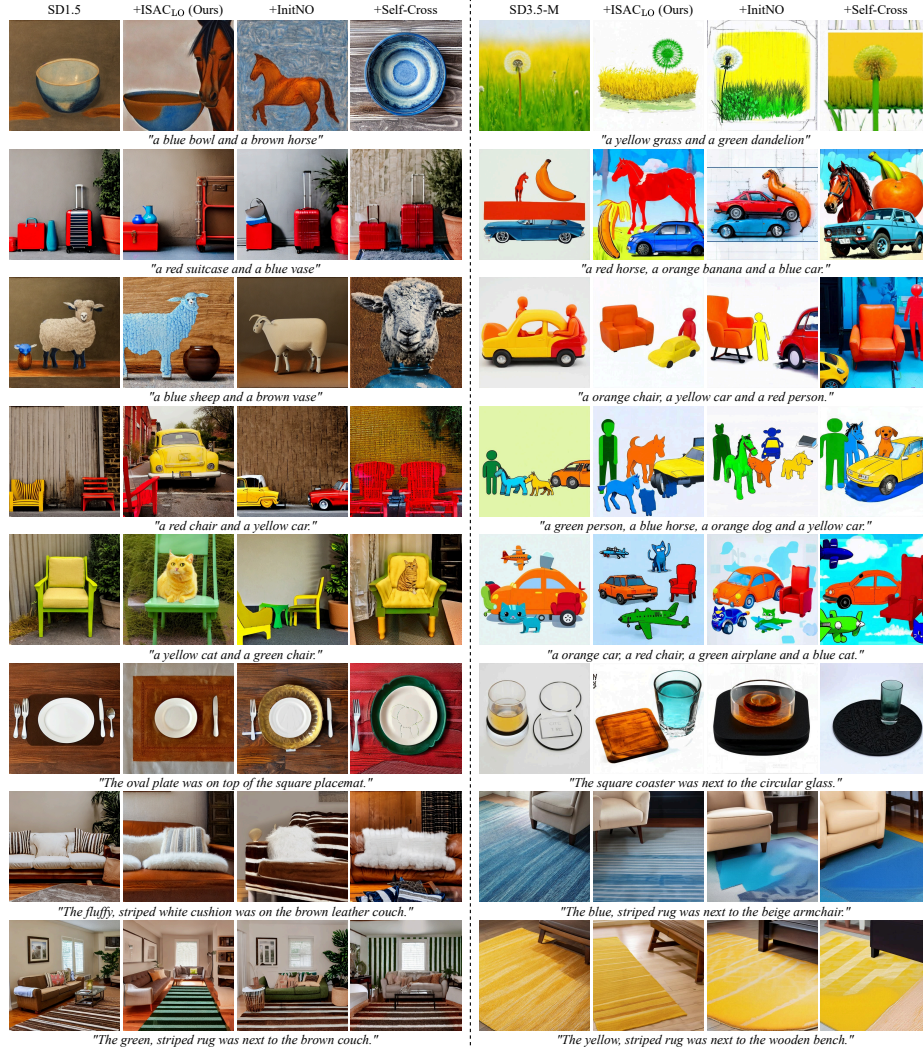 SD1.5 +ISAC_LO (Ours) +InitNO +Self-Cross
"a blue bowl and a brown horse"
"a red suitcase and a blue vase"
"a blue sheep and a brown vase"
"a red chair and a yellow car."
"a yellow cat and a green chair."
"The oval plate was on top of the square placemat."
"The fluffy, striped white cushion was on the brown leather couch."
"The green, striped rug was next to the brown couch."
SD3.5-M +ISAC_LO (Ours) +InitNO +Self-Cross
"a yellow grass and a green dandelion"
"a red horse, a orange banana and a blue car."
"a orange chair, a yellow car and a red person."
"a green person, a blue horse, a orange dog and a yellow car."
"a orange car, a red chair, a green airplane and a blue cat."
"The square coaster was next to the circular glass."
"The blue, striped rug was next to the beige armchair."
"The yellow, striped rug was next to the wooden bench."